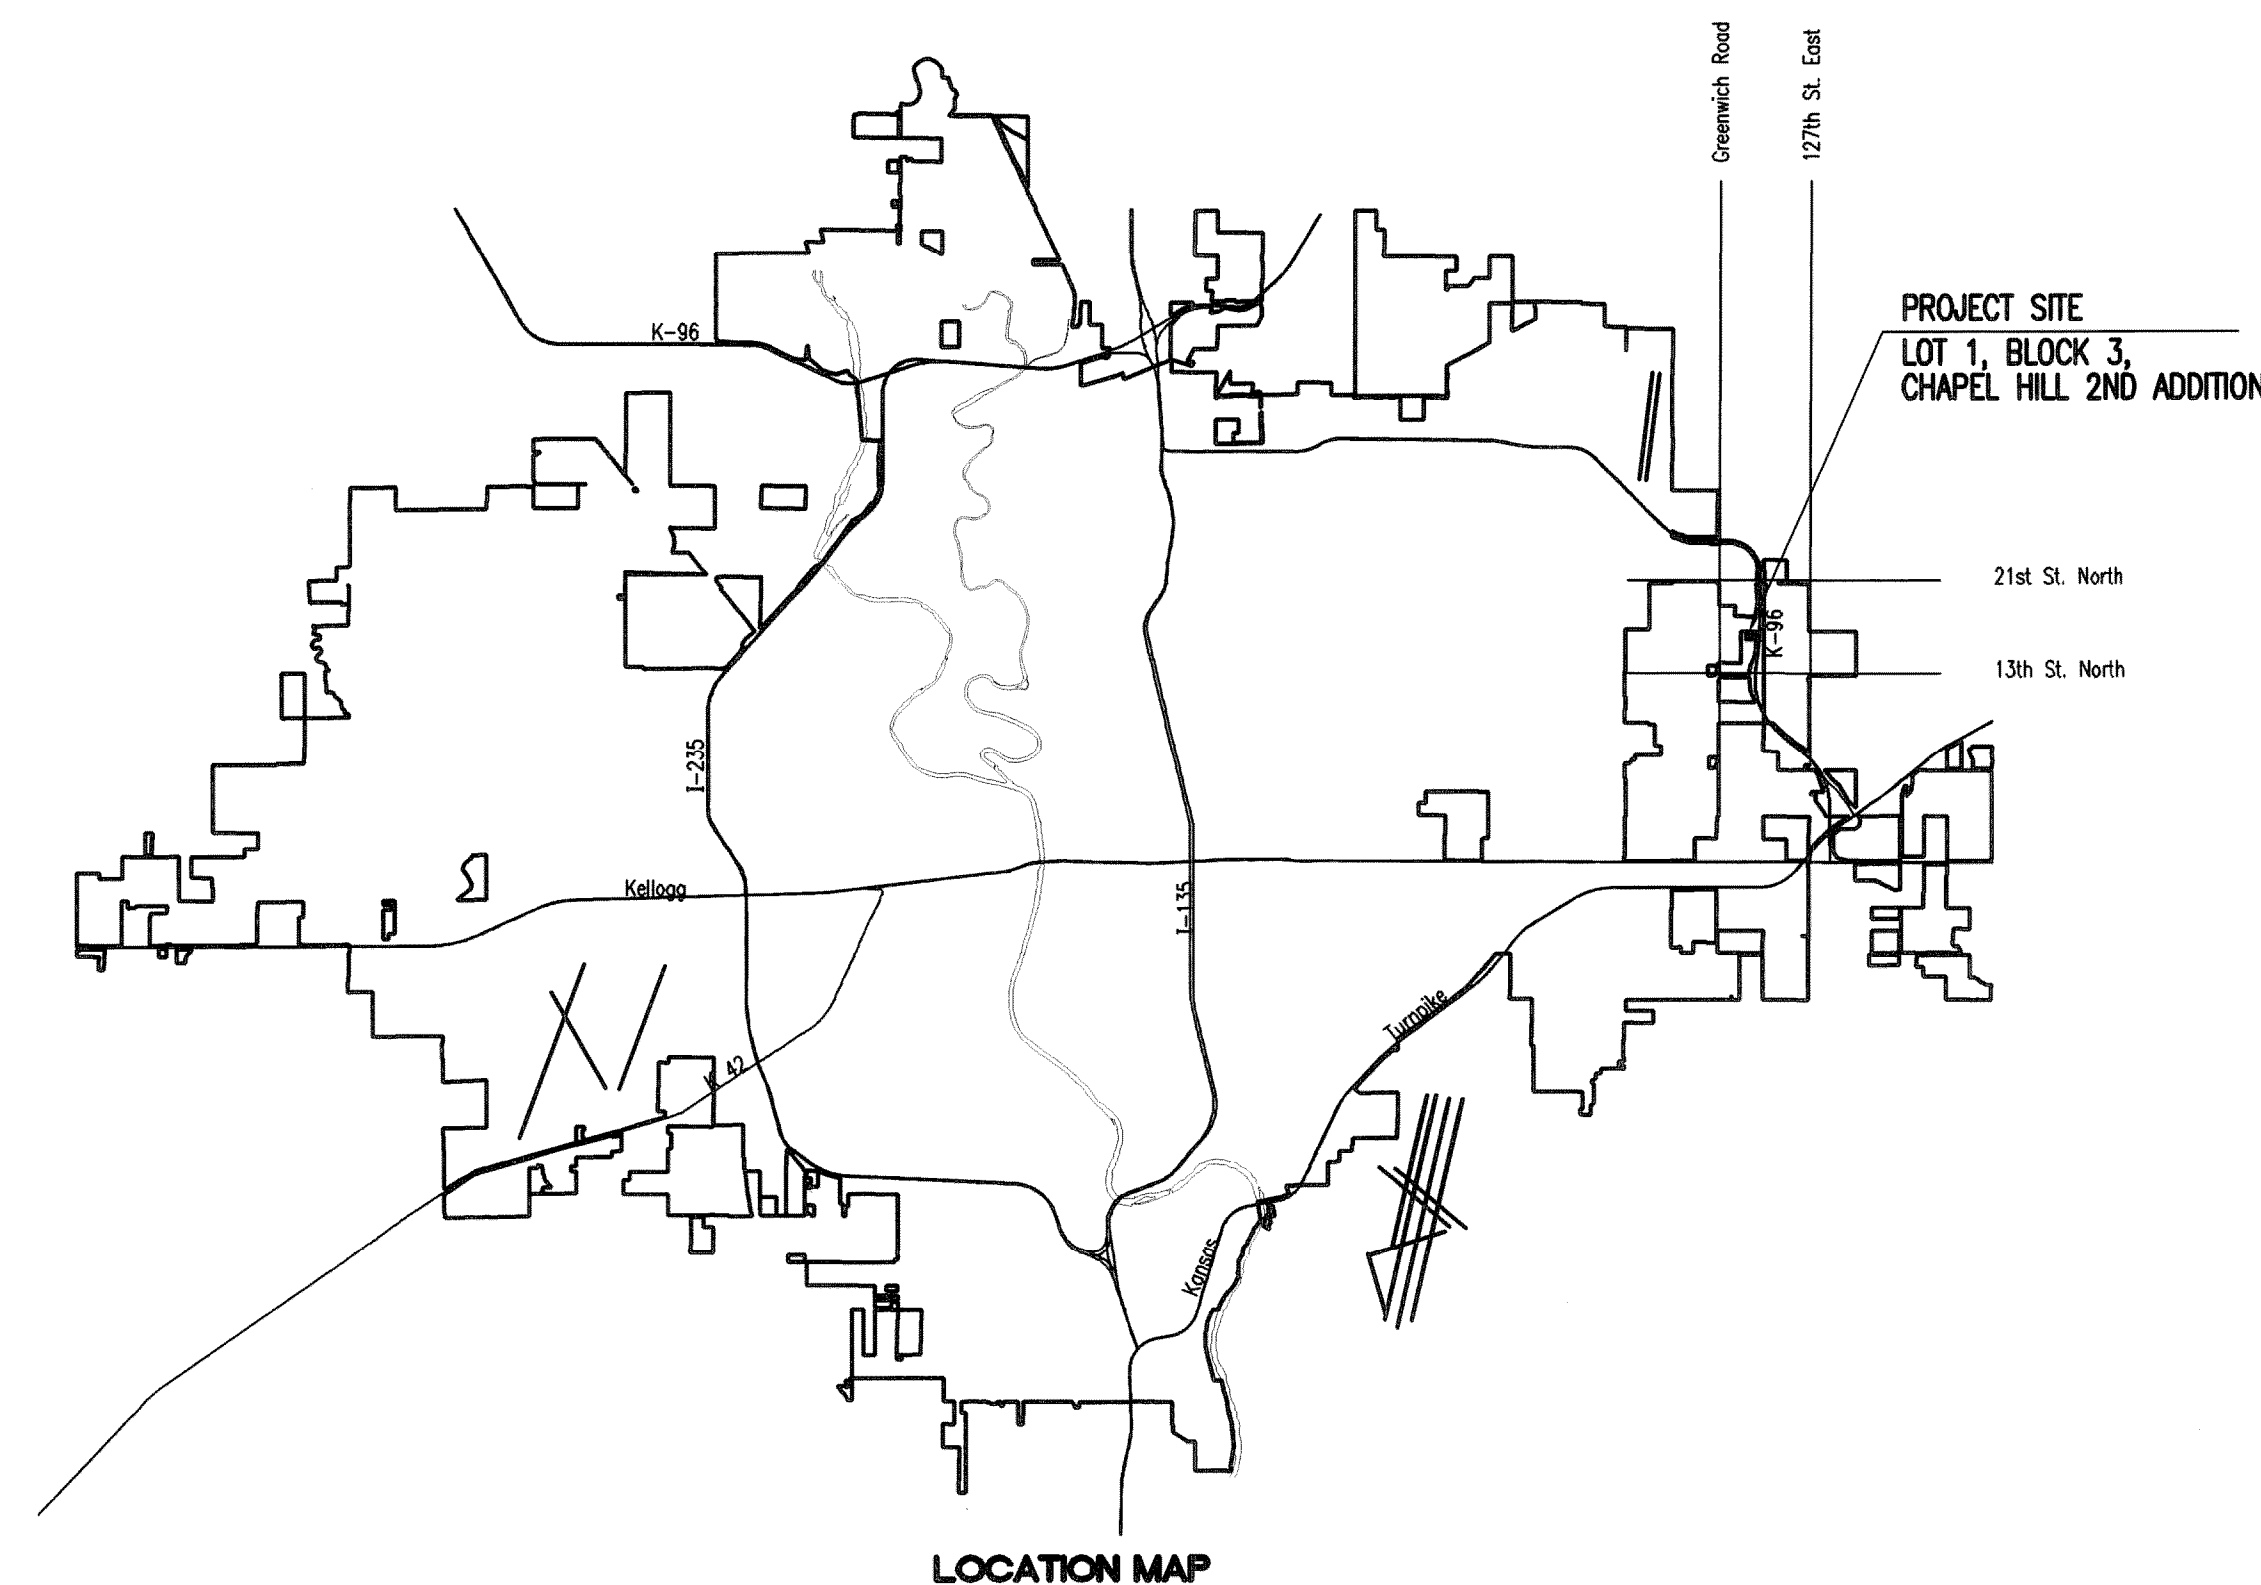 Greenwich Road
127th St. East
PROJECT SITE
LOT 1, BLOCK 3,
CHAPEL HILL 2ND ADDITION
K-96
21st St. North
K-96
13th St. North
I-235
Kellogg
I-135
Turnpike
K 42
Kansas
LOCATION MAP